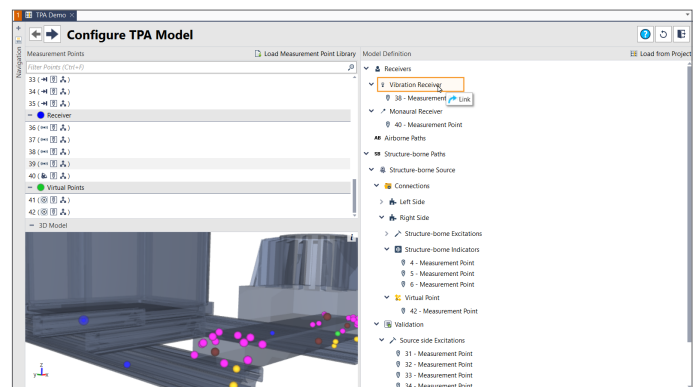 1 TPA Demo ×
Configure TPA Model
Navigation
Measurement Points
Load Measurement Point Library
Filter Points (Ctrl+F)
33 ( )
34 ( )
35 ( )
Receiver
36 ( )
37 ( )
38 ( )
39 ( )
40 ( )
Virtual Points
41 ( )
42 ( )
3D Model
i
z
y x
Model Definition
Load from Project
Receivers
Vibration Receiver
38 - Measurement
Link
Monaural Receiver
40 - Measurement Point
AB Airborne Paths
SB Structure-borne Paths
Structure-borne Source
Connections
Left Side
Right Side
Structure-borne Excitations
Structure-borne Indicators
4 - Measurement Point
5 - Measurement Point
6 - Measurement Point
Virtual Point
42 - Measurement Point
Validation
Source side Excitations
31 - Measurement Point
32 - Measurement Point
33 - Measurement Point
34 - Measurement Point